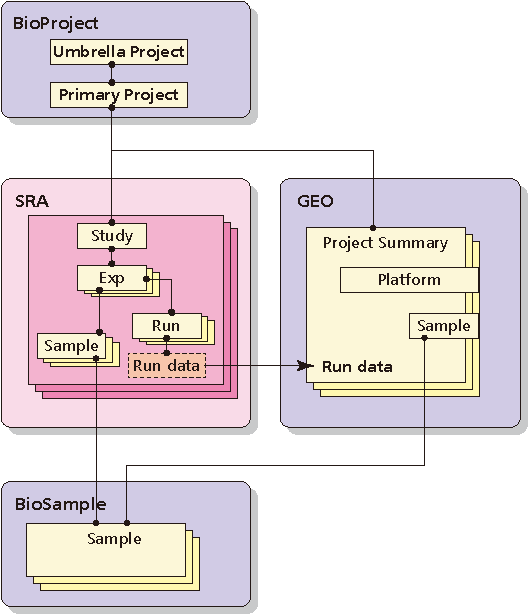 BioProject
Umbrella Project
Primary Project
SRA
Study
Exp
Run
Sample
Run data
GEO
Project Summary
Platform
Sample
Run data
BioSample
Sample